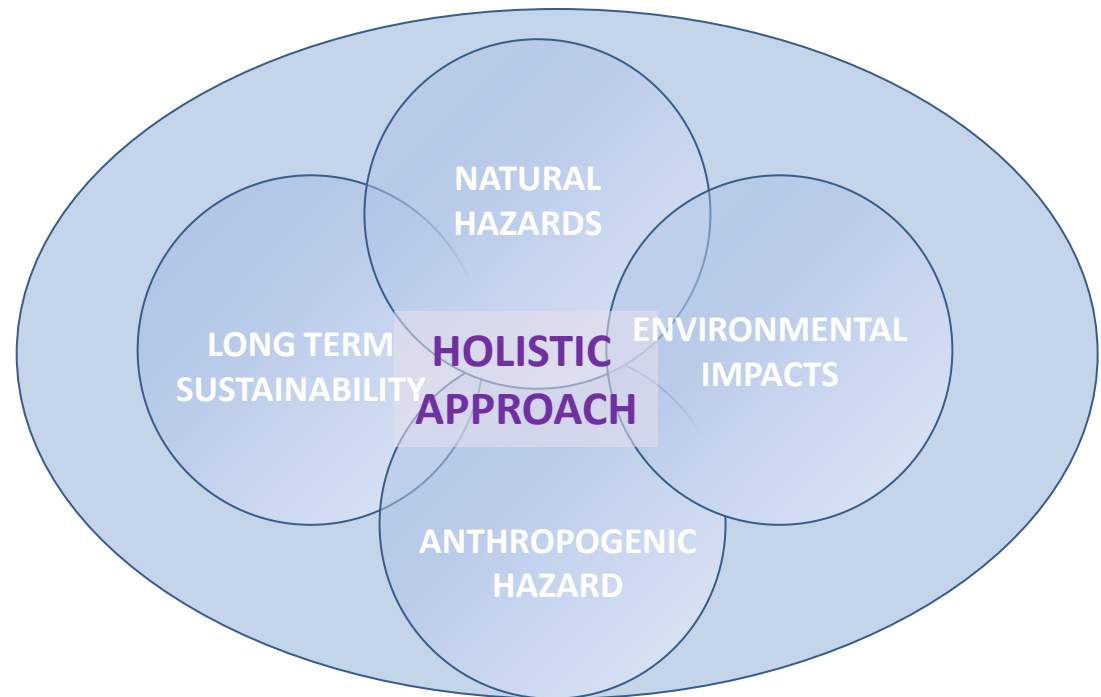 NATURAL
HAZARDS
LONG TERM
SUSTAINABILITY
HOLISTIC
APPROACH
ENVIRONMENTAL
IMPACTS
ANTHROPOGENIC
HAZARD